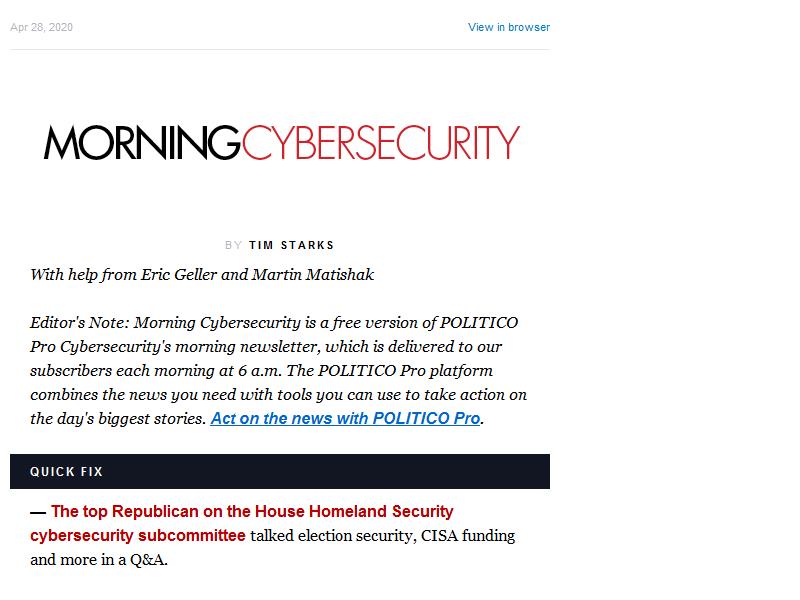 Apr 28, 2020 View in browser
MORNINGCYBERSECURITY
BY TIM STARKS
With help from Eric Geller and Martin Matishak
Editor's Note: Morning Cybersecurity is a free version of POLITICO
Pro Cybersecurity's morning newsletter, which is delivered to our
subscribers each morning at 6 a.m. The POLITICO Pro platform
combines the news you need with tools you can use to take action on
the day's biggest stories. Act on the news with POLITICO Pro.
QUICK FIX
— The top Republican on the House Homeland Security
cybersecurity subcommittee talked election security, CISA funding
and more in a Q&A.